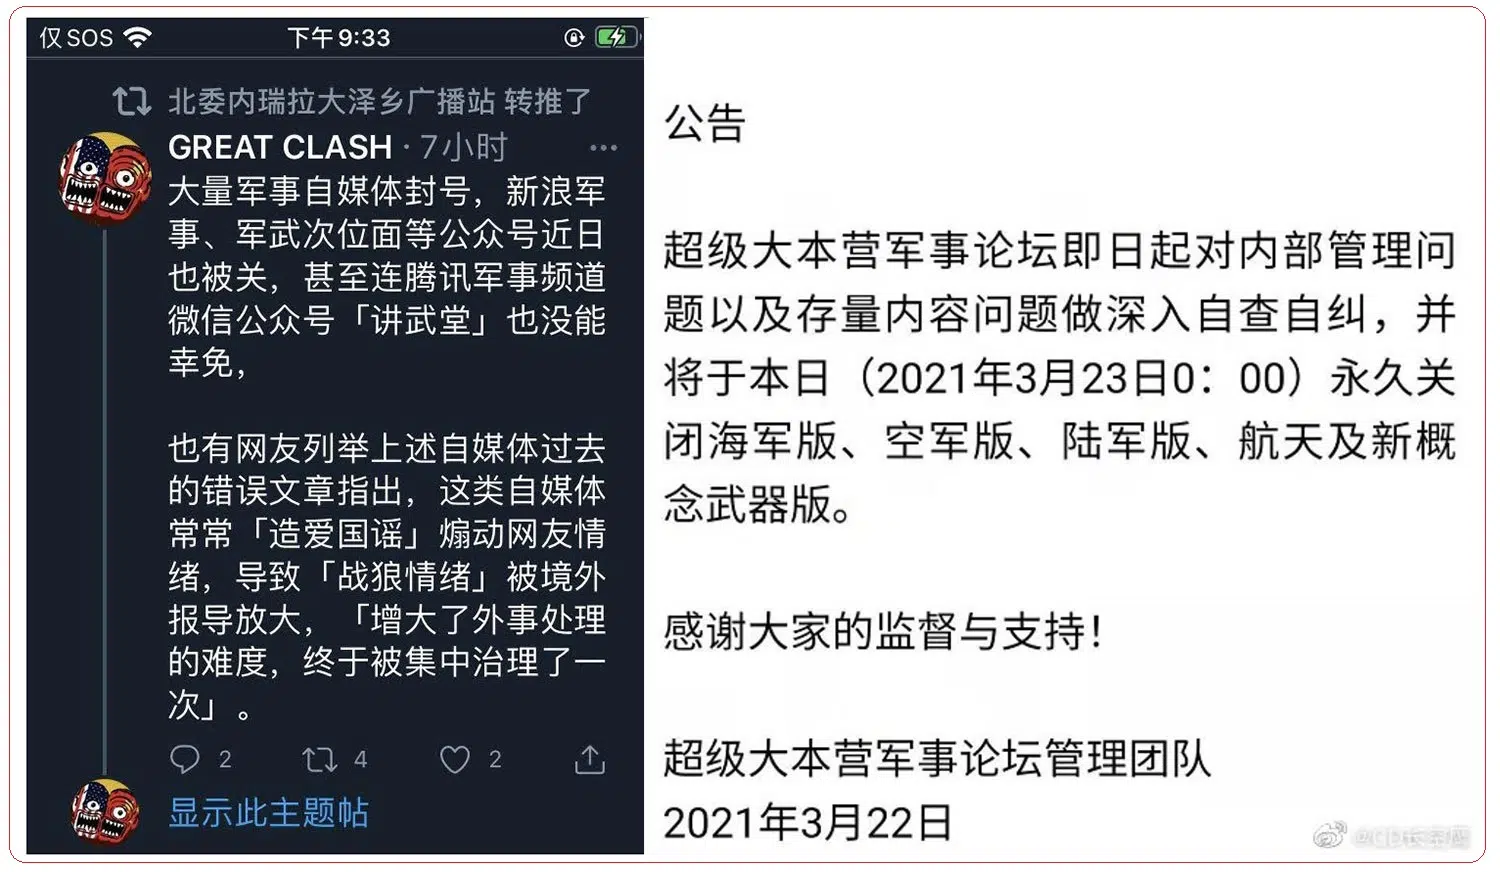 仅SOS
下午9:33
北委内瑞拉大泽乡广播站 转推了
GREAT CLASH · 7小时
大量军事自媒体封号，新浪军
事、军武次位面等公众号近日
也被关，甚至连腾讯军事频道
微信公众号「讲武堂」也没能
幸免，
也有网友列举上述自媒体过去
的错误文章指出，这类自媒体
常常「造爱国谣」煽动网友情
绪，导致「战狼情绪」被境外
报导放大，「增大了外事处理
的难度，终于被集中治理了一
次」。
2 4 2
显示此主题帖
公告
超级大本营军事论坛即日起对内部管理问
题以及存量内容问题做深入自查自纠，并
将于本日（2021年3月23日0：00）永久关
闭海军版、空军版、陆军版、航天及新概
念武器版。
感谢大家的监督与支持！
超级大本营军事论坛管理团队
2021年3月22日